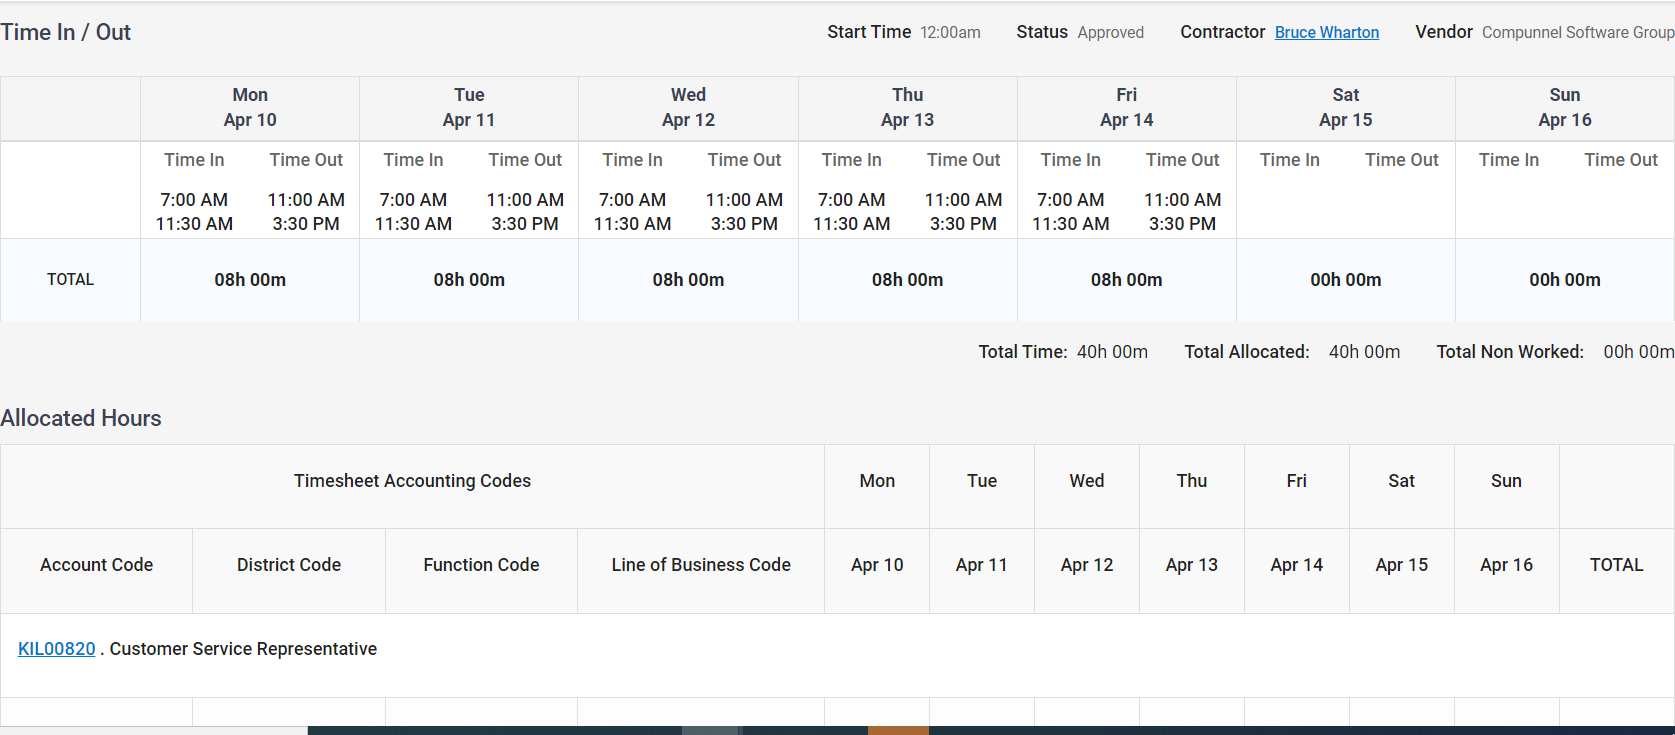 Time In / Out Start Time 12:00am Status Approved Contractor Bruce Wharton Vendor Compunnel Software Group
Mon Tue Wed Thu Fri Sat Sun
Apr 10 Apr 11 Apr 12 Apr 13 Apr 14 Apr 15 Apr 16
Time In Time Out Time In Time Out Time In Time Out Time In Time Out Time In Time Out Time In Time Out Time In Time Out
7:00 AM 11:00 AM 7:00 AM 11:00 AM 7:00 AM 11:00 AM 7:00 AM 11:00 AM 7:00 AM 11:00 AM
11:30 AM 3:30 PM 11:30 AM 3:30 PM 11:30 AM 3:30 PM 11:30 AM 3:30 PM 11:30 AM 3:30 PM
TOTAL 08h 00m 08h 00m 08h 00m 08h 00m 08h 00m 00h 00m 00h 00m
Total Time: 40h 00m Total Allocated: 40h 00m Total Non Worked: 00h 00m
Allocated Hours
Timesheet Accounting Codes Mon Tue Wed Thu Fri Sat Sun
Account Code District Code Function Code Line of Business Code Apr 10 Apr 11 Apr 12 Apr 13 Apr 14 Apr 15 Apr 16 TOTAL
KIL00820 . Customer Service Representative